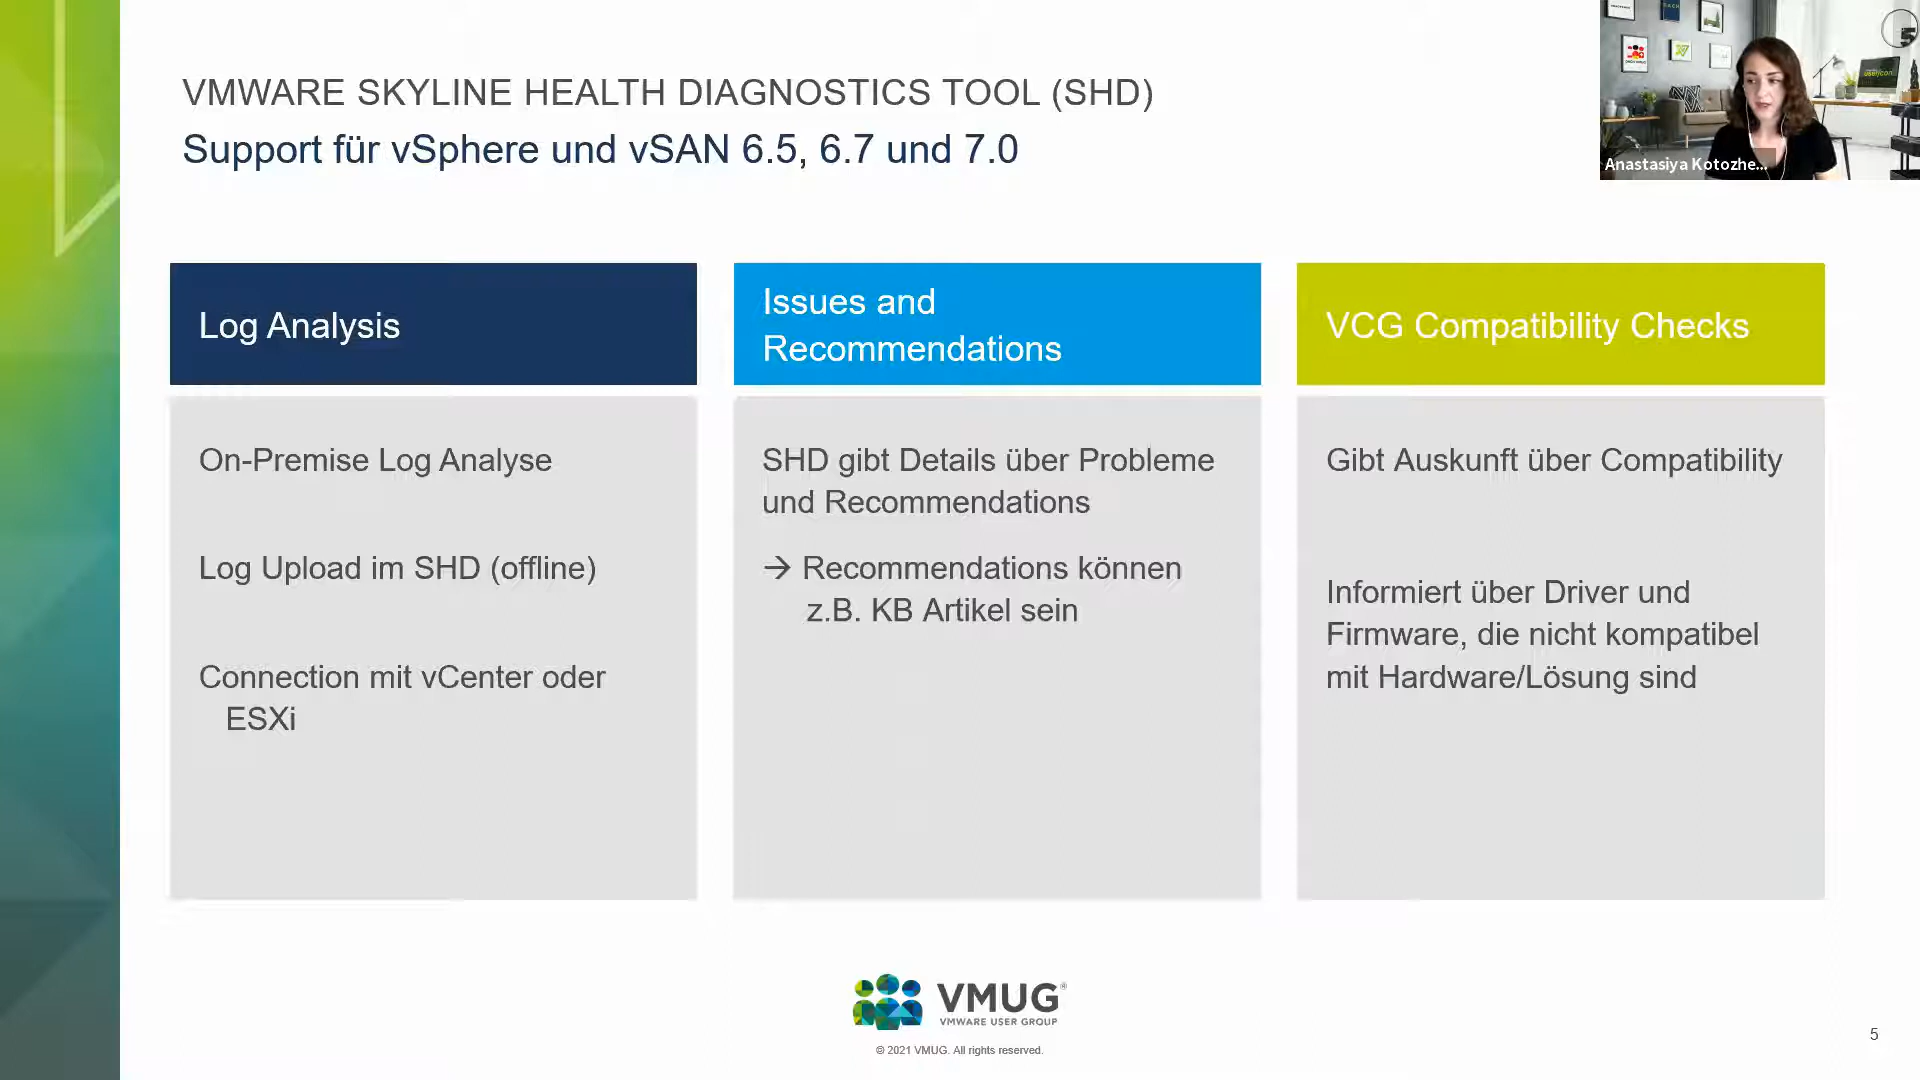 VMWARE SKYLINE HEALTH DIAGNOSTICS TOOL (SHD)
Support für vSphere und vSAN 6.5, 6.7 und 7.0
Anastasiya Kotozhe...
Log Analysis
On-Premise Log Analyse
Log Upload im SHD (offline)
Connection mit vCenter oder
ESXi
Issues and
Recommendations
SHD gibt Details über Probleme
und Recommendations
→ Recommendations können
z.B. KB Artikel sein
VCG Compatibility Checks
Gibt Auskunft über Compatibility
Informiert über Driver und
Firmware, die nicht kompatibel
mit Hardware/Lösung sind
VMUG®
VMWARE USER GROUP
© 2021 VMUG. All rights reserved.
5